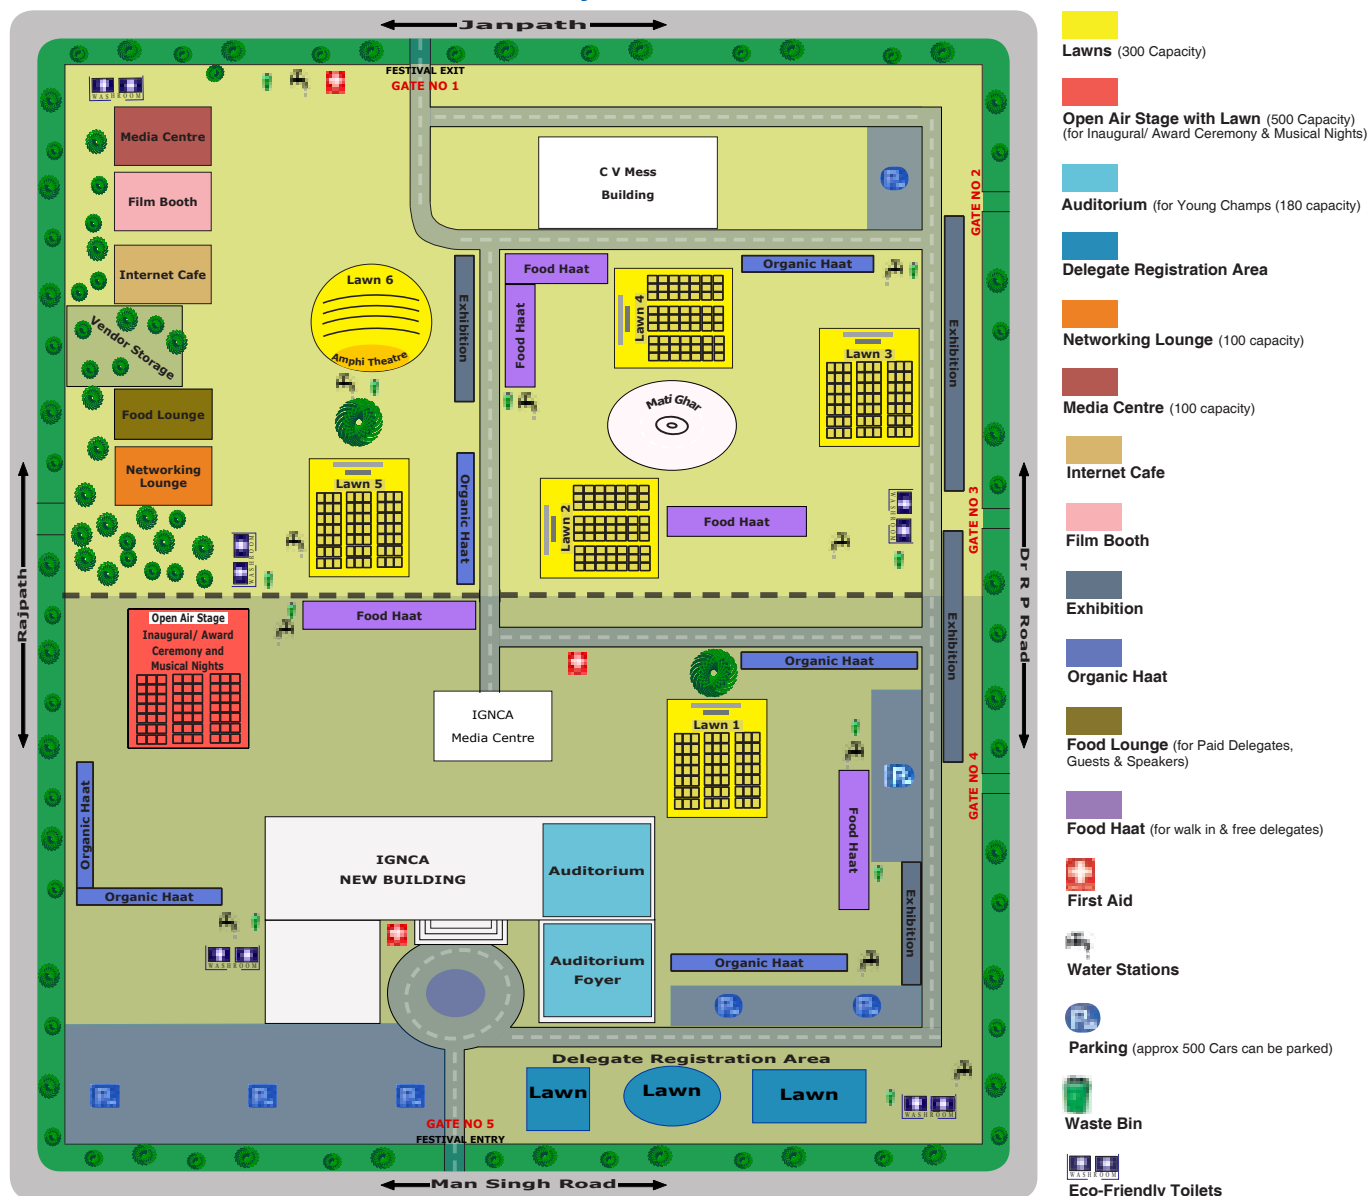 Janpath
FESTIVAL EXIT
GATE NO 1
WASHROOM
Media Centre
Film Booth
Internet Cafe
Vendor Storage
Food Lounge
Networking
Lounge
C V Mess
Building
GATE NO 2
Lawn 6
Amphi Theatre
Exhibition
Food Haat
Food Haat
Lawn 4
Organic Haat
Lawn 3
Exhibition
Mati Ghar
Lawn 5
Organic Haat
Lawn 2
Food Haat
WASHROOM
WASHROOM
GATE NO 3
Rajpath
Dr R P Road
Open Air Stage
Inaugural/ Award
Ceremony and
Musical Nights
Food Haat
Exhibition
Organic Haat
IGNCA
Media Centre
Lawn 1
GATE NO 4
Organic Haat
Organic Haat
Food Haat
IGNCA
NEW BUILDING
Auditorium
Auditorium
Foyer
Exhibition
Organic Haat
WASHROOM
Delegate Registration Area
Lawn
Lawn
Lawn
WASHROOM
GATE NO 5
FESTIVAL ENTRY
Man Singh Road
Lawns (300 Capacity)
Open Air Stage with Lawn (500 Capacity)
(for Inaugural/ Award Ceremony & Musical Nights)
Auditorium (for Young Champs (180 capacity)
Delegate Registration Area
Networking Lounge (100 capacity)
Media Centre (100 capacity)
Internet Cafe
Film Booth
Exhibition
Organic Haat
Food Lounge (for Paid Delegates,
Guests & Speakers)
Food Haat (for walk in & free delegates)
First Aid
Water Stations
Parking (approx 500 Cars can be parked)
Waste Bin
WASHROOM
Eco-Friendly Toilets